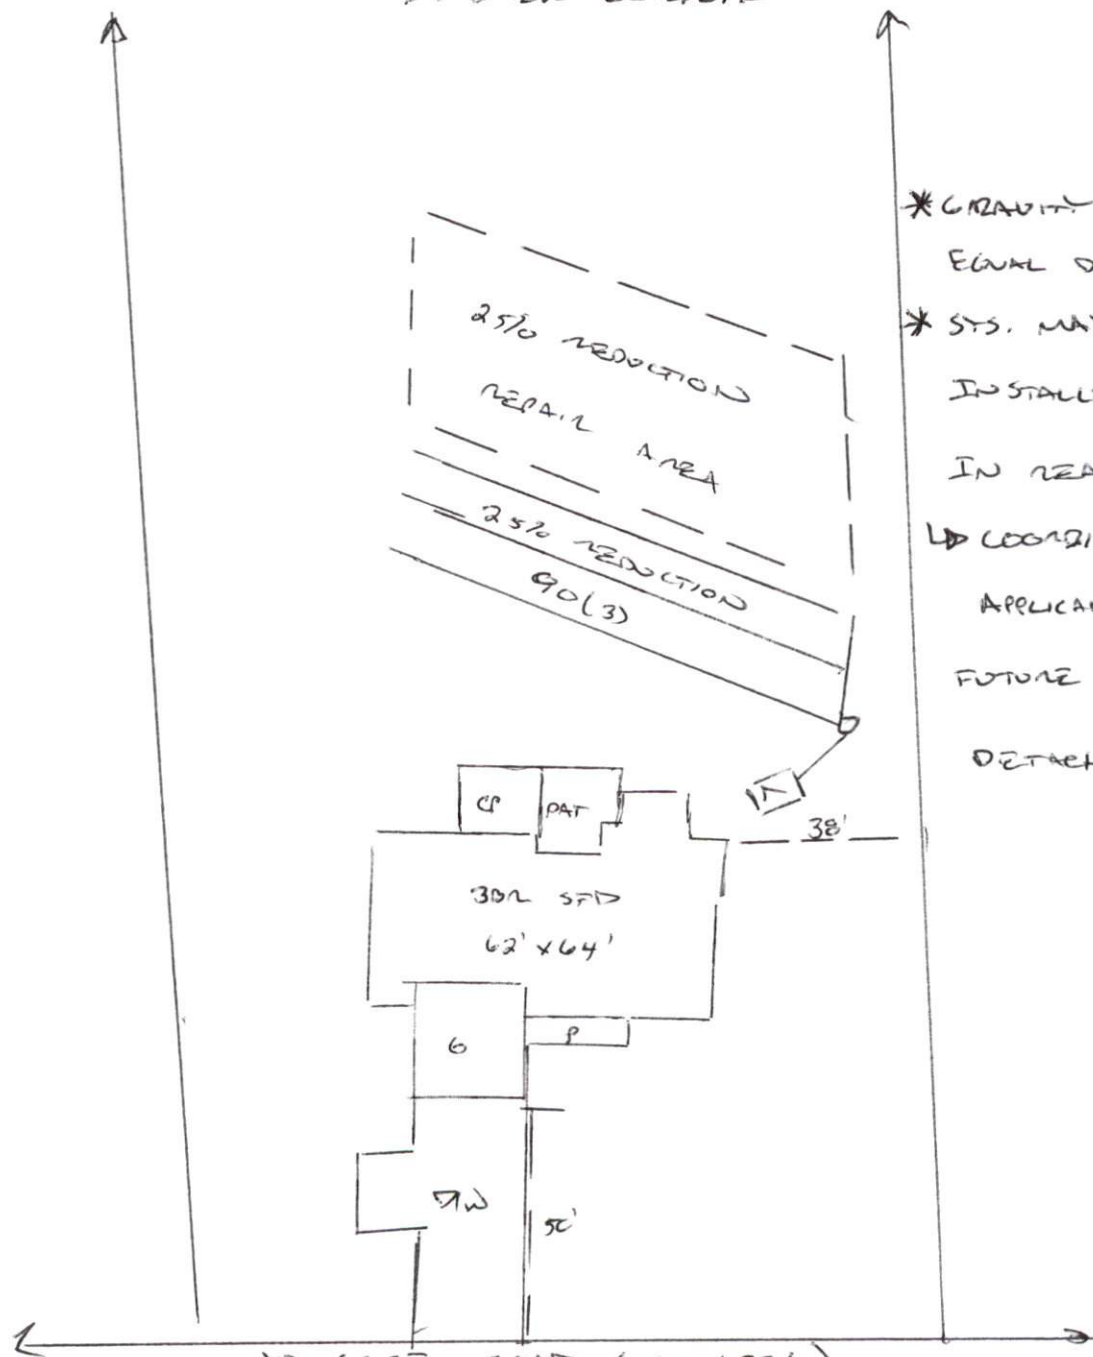 * GRAVITY
EQUAL D
* SYS. MAY
INSTALL
IN REA
↳ COORDI
APPLICA
FUTURE
DETACH
25% REDUCTION
REPAIR AREA
25% REDUCTION
90(3)
CP
PAT
38'
3BR SFD
62' x 64'
G
P
DW
50'